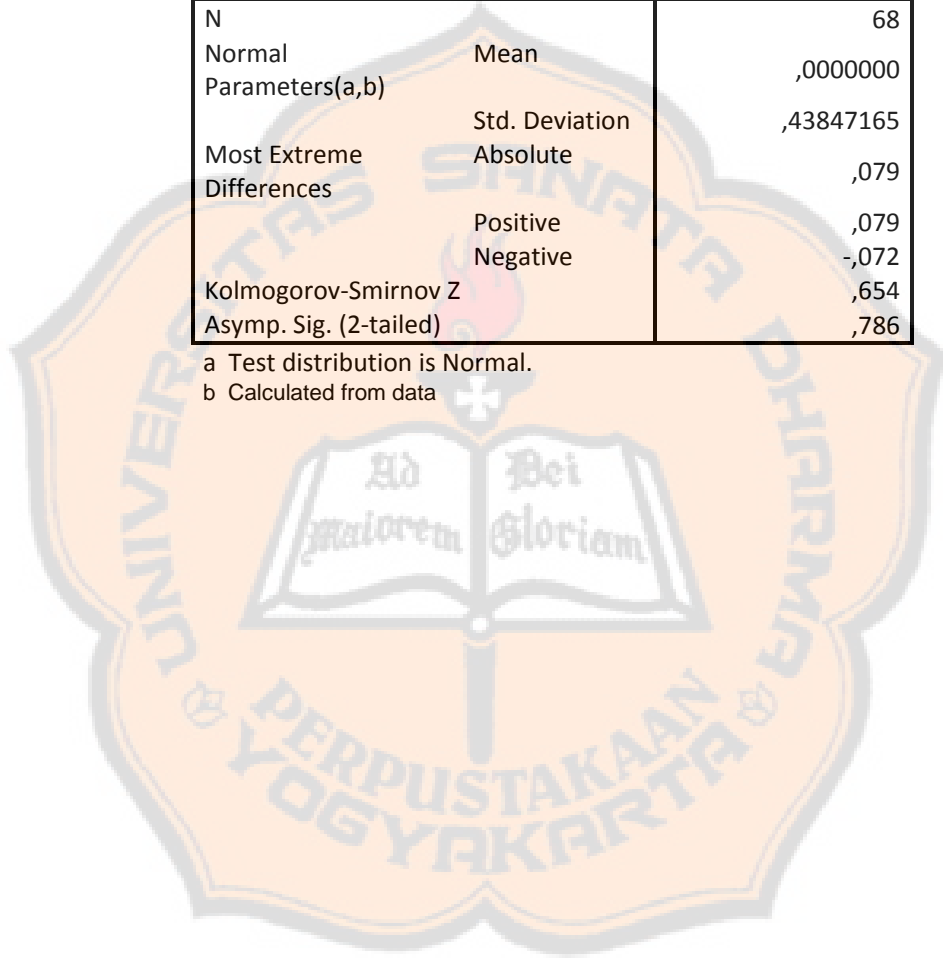 N 68
Normal Parameters(a,b) Mean ,0000000
Std. Deviation ,43847165
Most Extreme Differences Absolute ,079
Positive ,079
Negative -,072
Kolmogorov-Smirnov Z ,654
Asymp. Sig. (2-tailed) ,786
a Test distribution is Normal.
b Calculated from data
UNIVERSITAS SANATA DHARMA
Ad Dei
Maiorem Gloriam
PERPUSTAKAAN
YOGYAKARTA